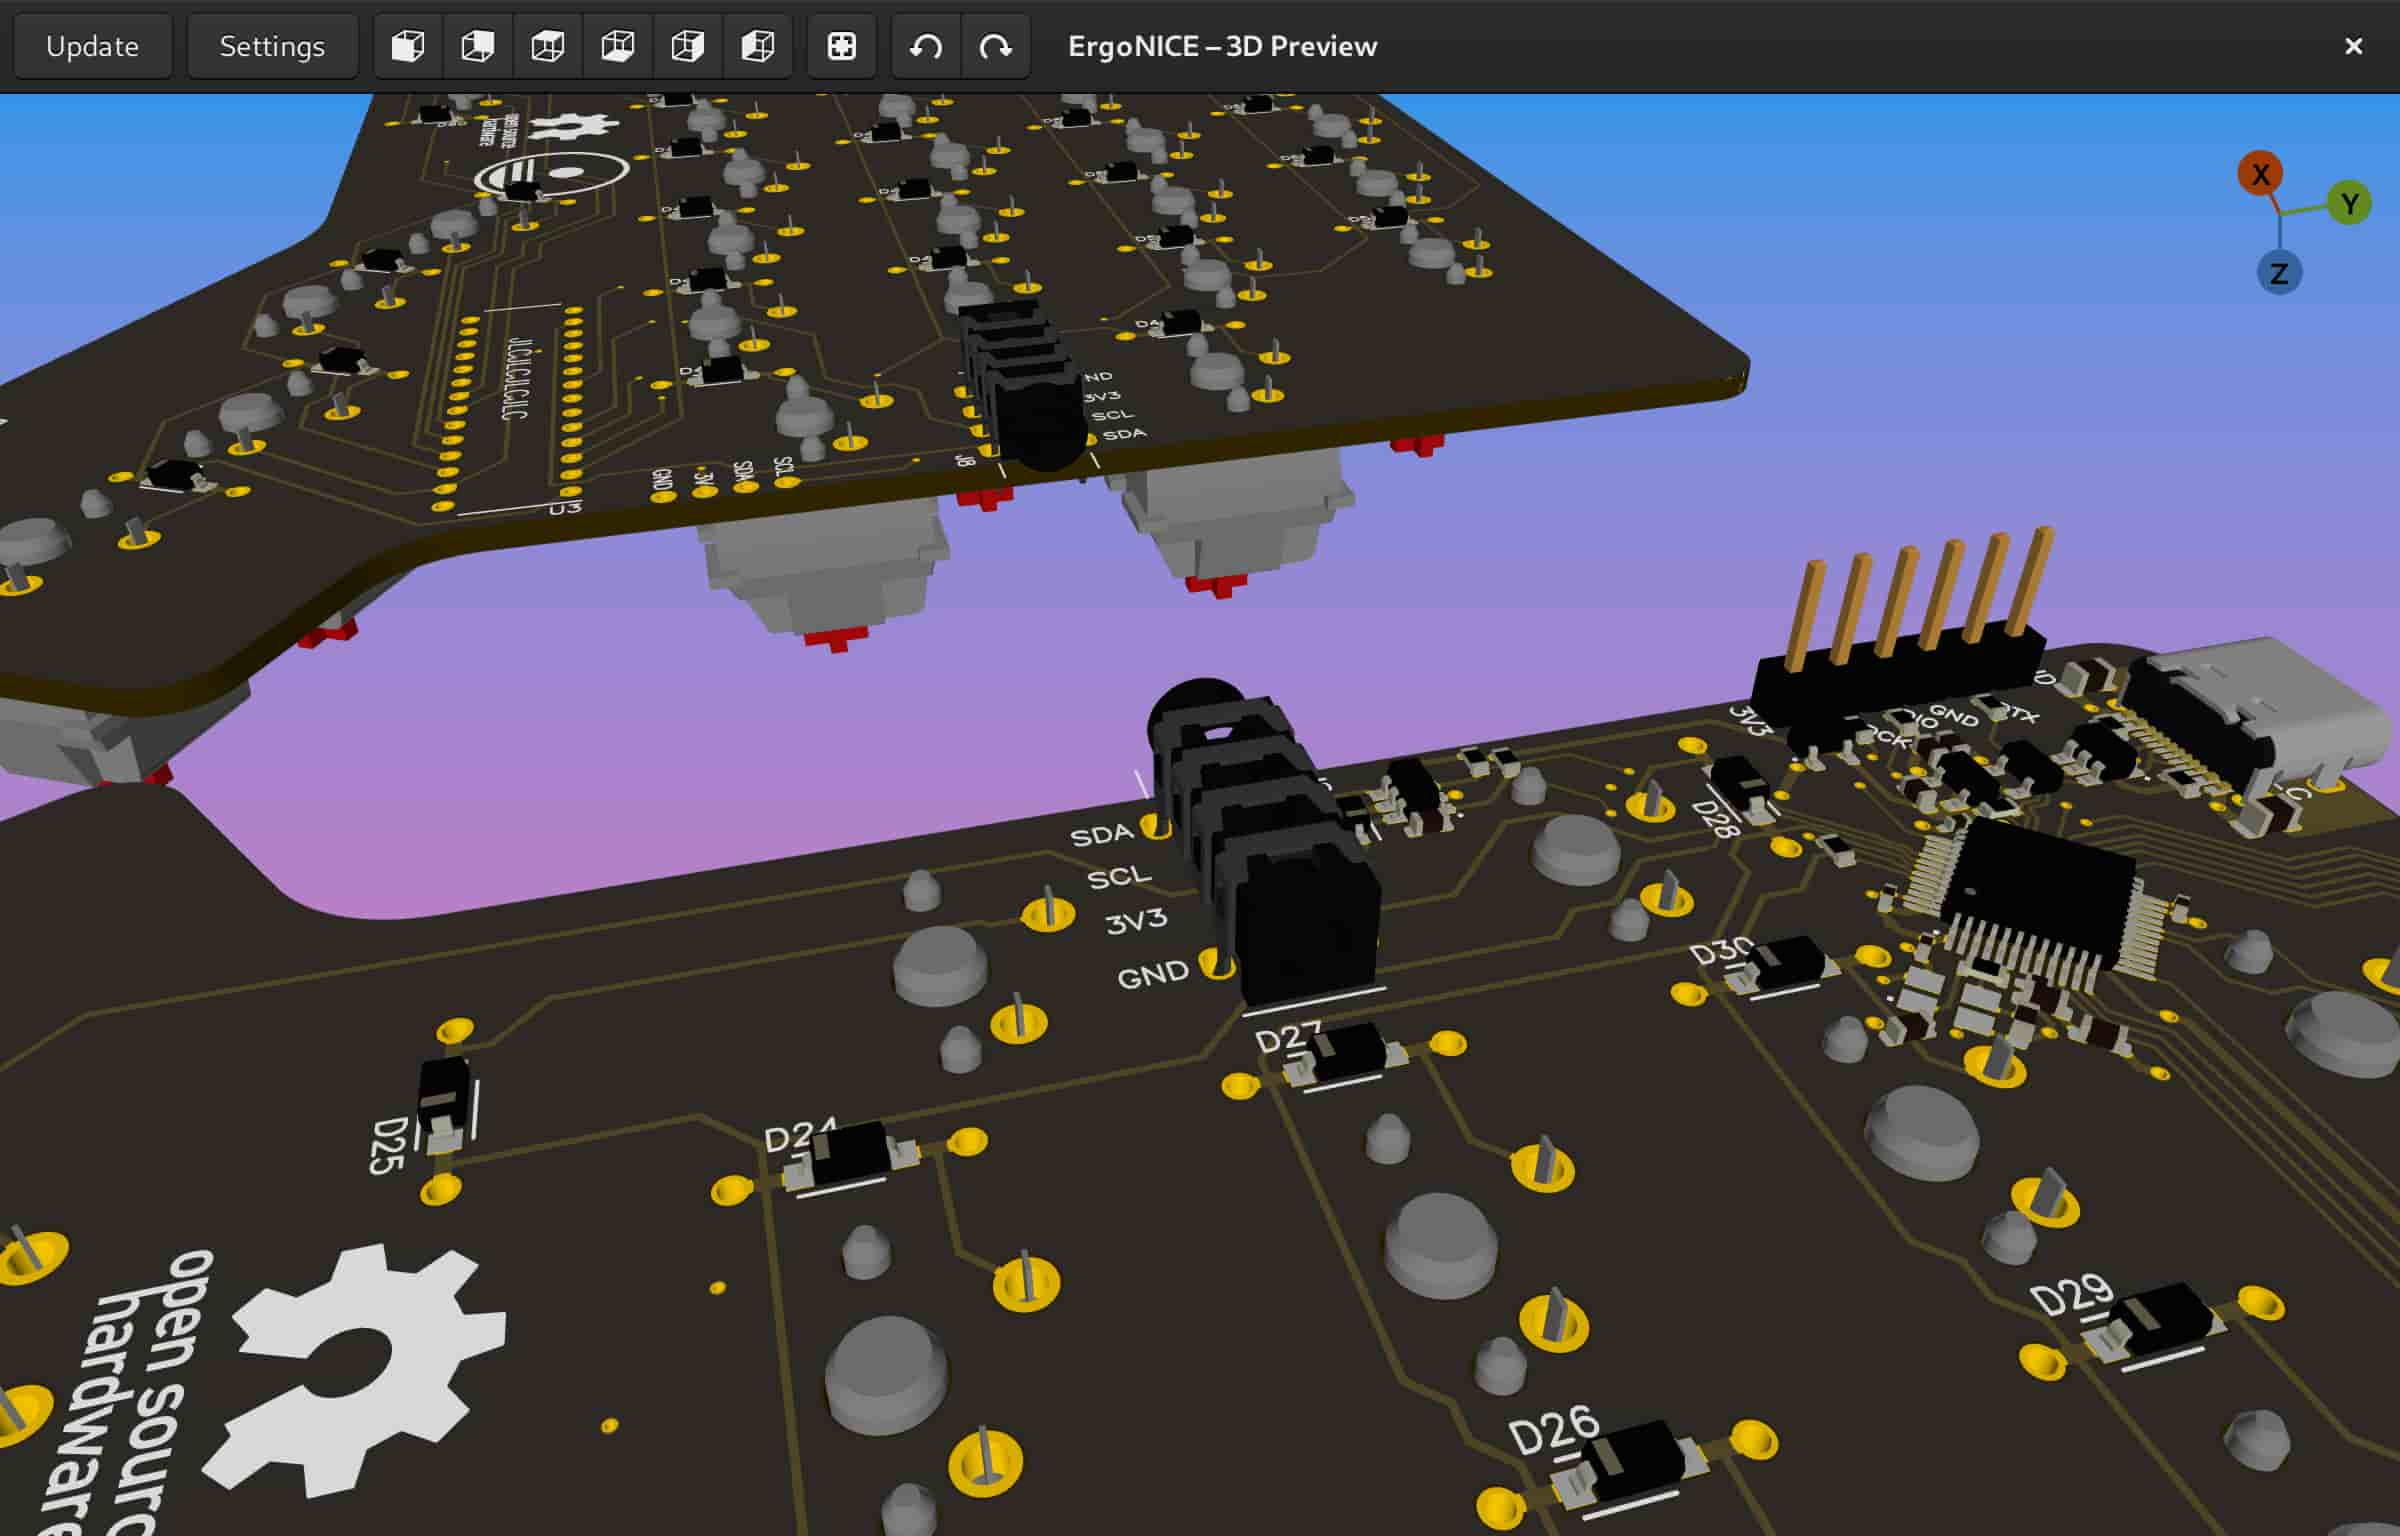 Update
Settings
ErgoNICE – 3D Preview
X
Y
Z
JLCJLCJLCJLC
ND
3V3
SCL
SDA
J8
GND
3V
SDA
SCL
U3
3V3
GND
TX
SDA
SCL
3V3
GND
D28
D30
D27
D25
D24
D29
D26
open sourc
hardware